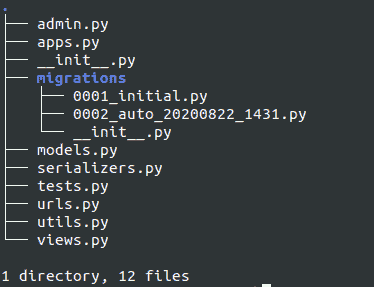 .
├── admin.py
├── apps.py
├── __init__.py
├── migrations
│   ├── 0001_initial.py
│   ├── 0002_auto_20200822_1431.py
│   └── __init__.py
├── models.py
├── serializers.py
├── tests.py
├── urls.py
├── utils.py
└── views.py

1 directory, 12 files